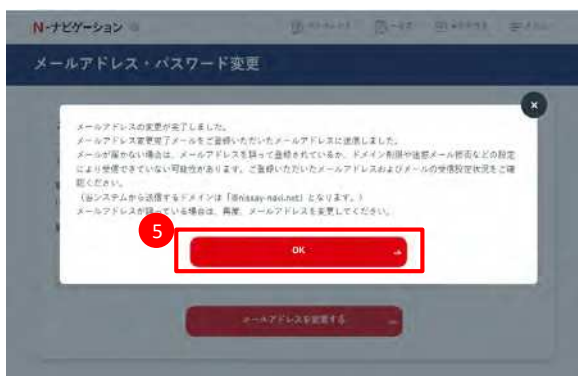 N-ナビゲーション
メールアドレス・パスワード変更
×
メールアドレスの変更が完了しました。
メールアドレス変更完了メールをご登録いただいたメールアドレスに送信しました。
メールが届かない場合は、メールアドレスを誤って登録されているか、ドメイン制限や迷惑メール拒否などの設定
により受信できていない可能性があります。ご登録いただいたメールアドレスおよびメールの受信設定状況をご確
認ください。
（当システムから送信するドメインは「@nissay-navi.net」となります。）
メールアドレスが誤っている場合は、再度、メールアドレスを変更してください。
5
OK
メールアドレスを変更する